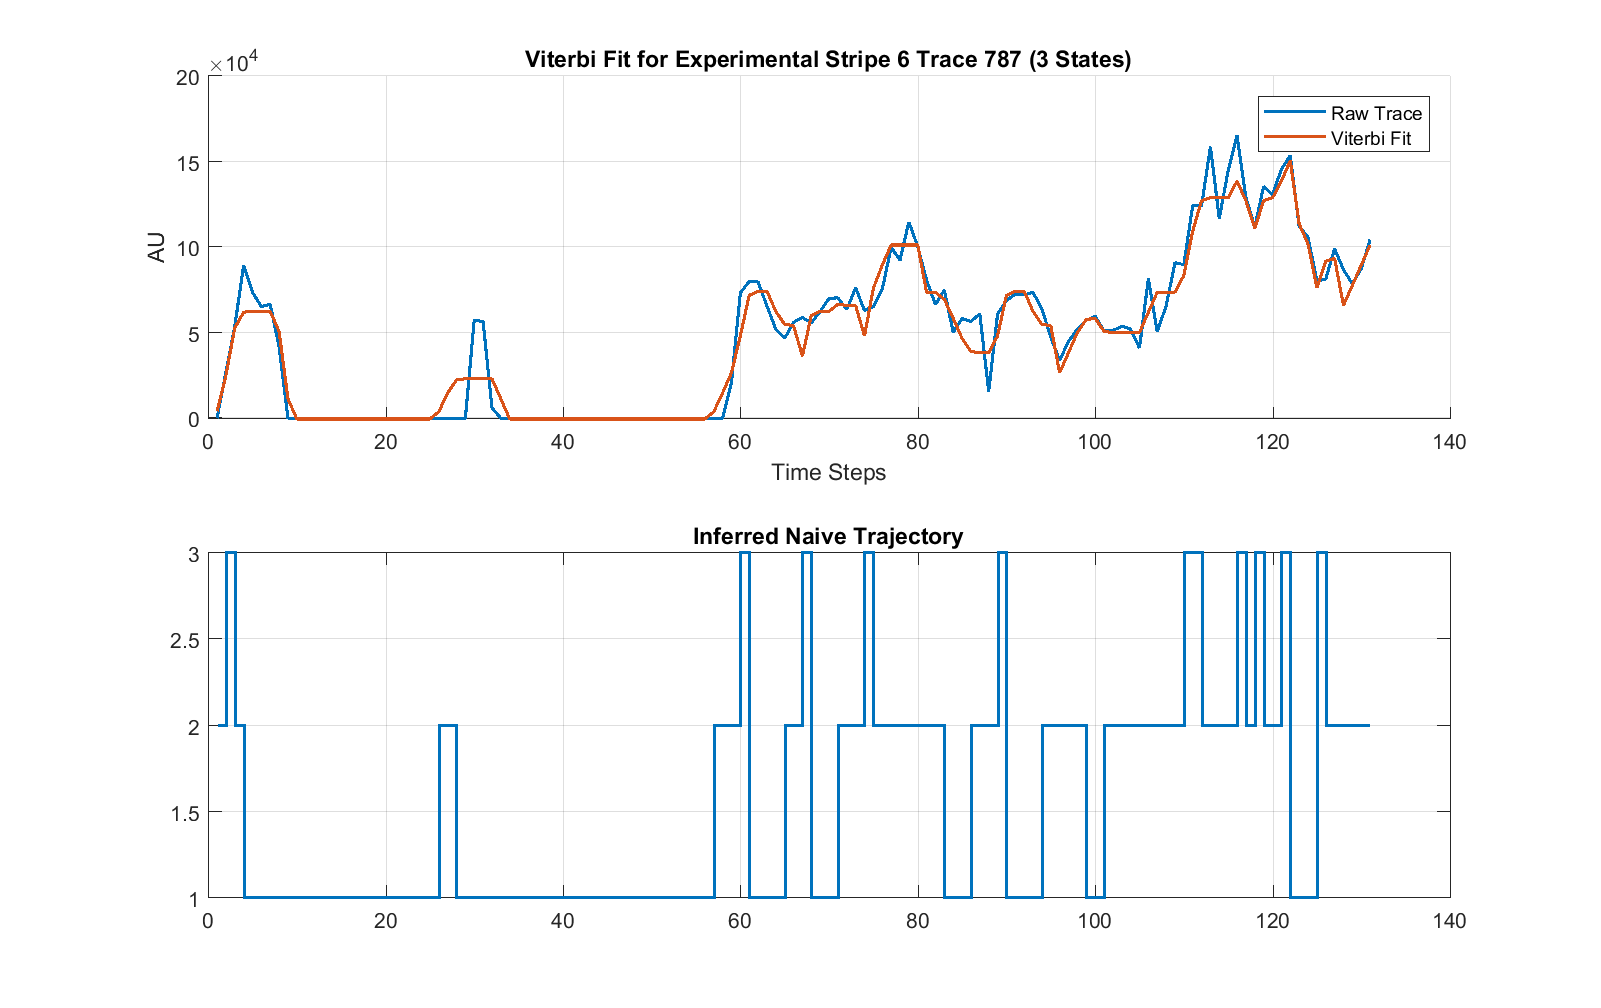 Viterbi Fit for Experimental Stripe 6 Trace 787 (3 States)
×10^4
20
15
10
5
0
AU
Raw Trace
Viterbi Fit
0 20 40 60 80 100 120 140
Time Steps
Inferred Naive Trajectory
3
2.5
2
1.5
1
0 20 40 60 80 100 120 140